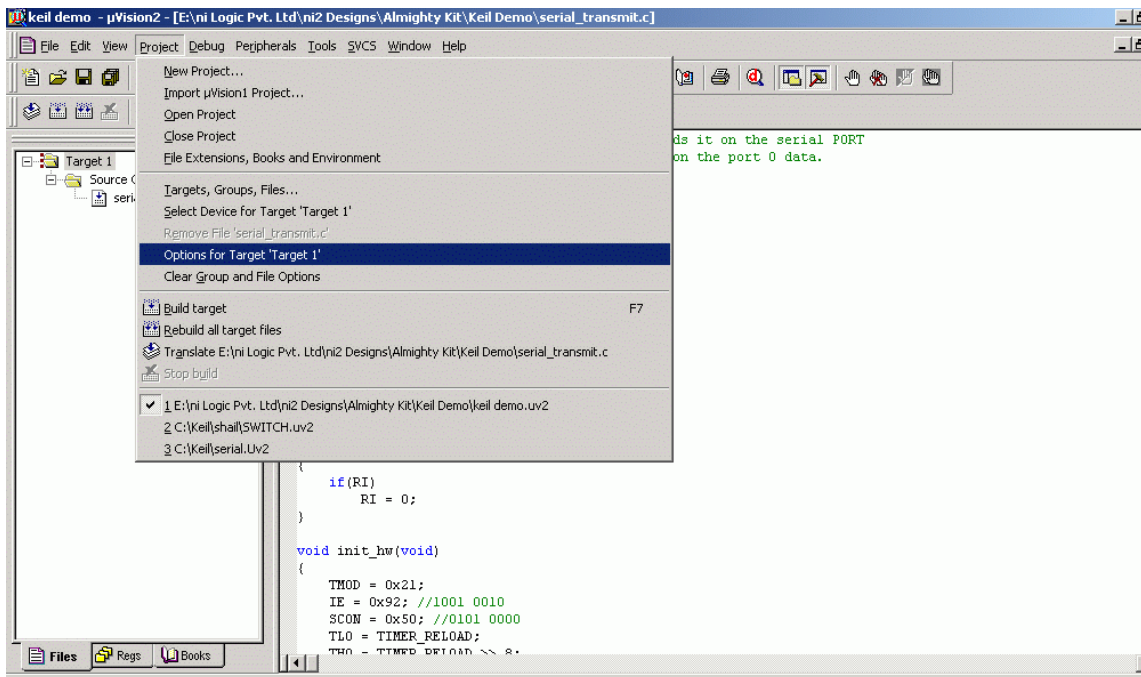 keil demo - µVision2 - [E:\ni Logic Pvt. Ltd\ni2 Designs\Almighty Kit\Keil Demo\serial_transmit.c]
File Edit View Project Debug Peripherals Tools SVCS Window Help
New Project...
Import µVision1 Project...
Open Project
Close Project
File Extensions, Books and Environment
Targets, Groups, Files...
Select Device for Target 'Target 1'
Remove File 'serial_transmit.c'
Options for Target 'Target 1'
Clear Group and File Options
Build target F7
Rebuild all target files
Translate E:\ni Logic Pvt. Ltd\ni2 Designs\Almighty Kit\Keil Demo\serial_transmit.c
Stop build
1 E:\ni Logic Pvt. Ltd\ni2 Designs\Almighty Kit\Keil Demo\keil demo.uv2
2 C:\Keil\shail\SWITCH.uv2
3 C:\Keil\serial.Uv2
Target 1
Source
seri
ds it on the serial PORT
on the port 0 data.
{
if(RI)
RI = 0;
}
void init_hw(void)
{
TMOD = 0x21;
IE = 0x92; //1001 0010
SCON = 0x50; //0101 0000
TL0 = TIMER_RELOAD;
TH0 = TIMER_RELOAD >> 8;
Files Regs Books